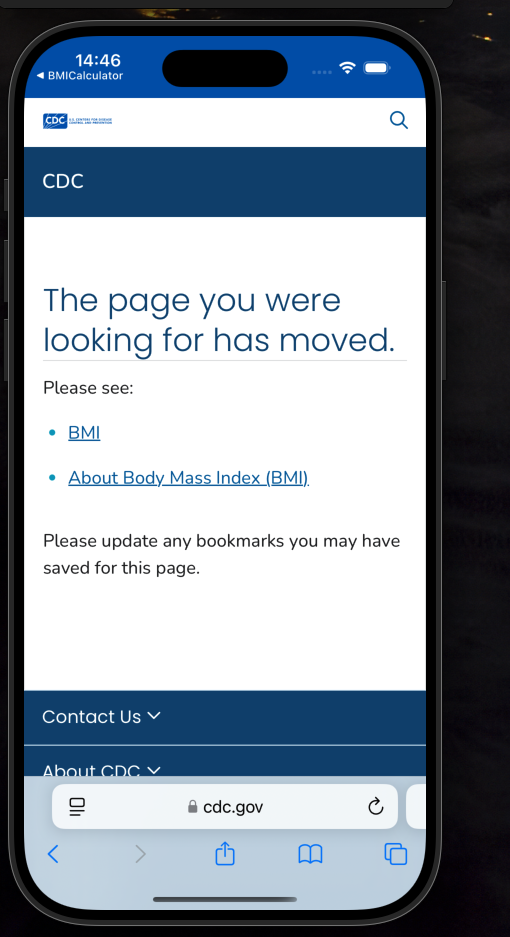 14:46
◀ BMICalculator
CDC U.S. CENTERS FOR DISEASE
CONTROL AND PREVENTION
CDC
The page you were
looking for has moved.
Please see:
• BMI
• About Body Mass Index (BMI)
Please update any bookmarks you may have
saved for this page.
Contact Us
About CDC
cdc.gov